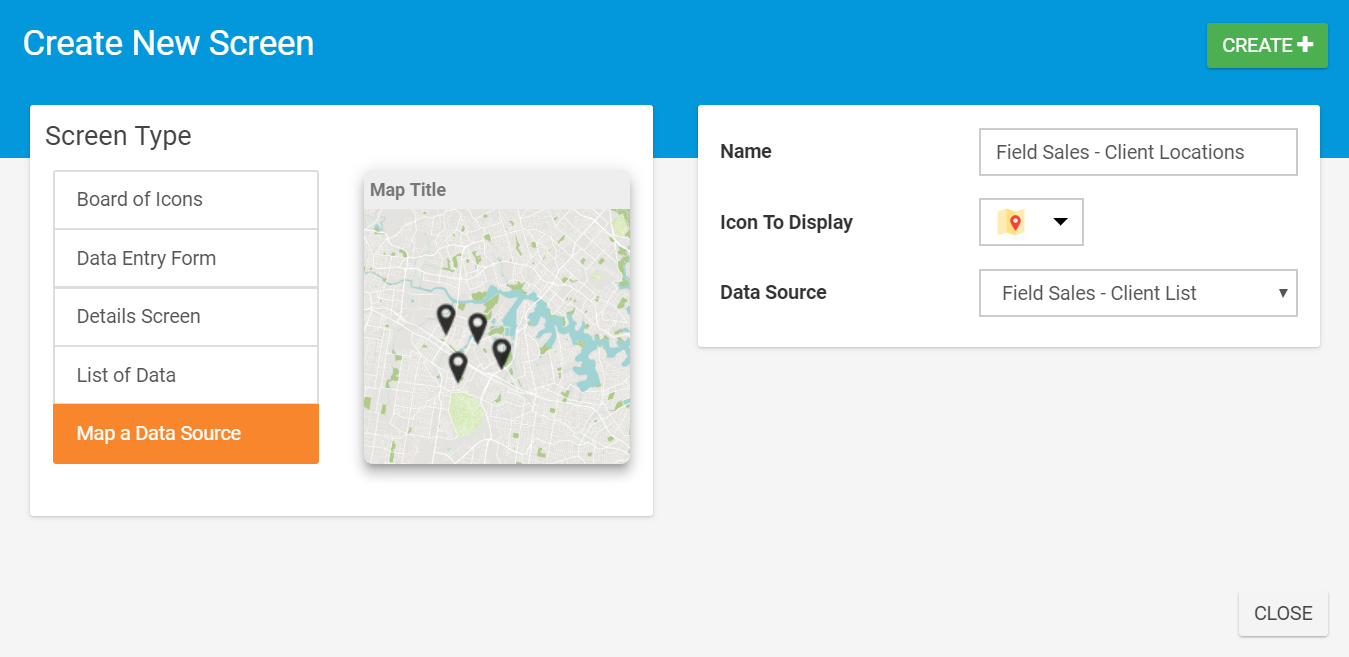 Create New Screen
CREATE
Screen Type
Board of Icons
Data Entry Form
Details Screen
List of Data
Map a Data Source
Map Title
Name
Field Sales - Client Locations
Icon To Display
Data Source
Field Sales - Client List
CLOSE